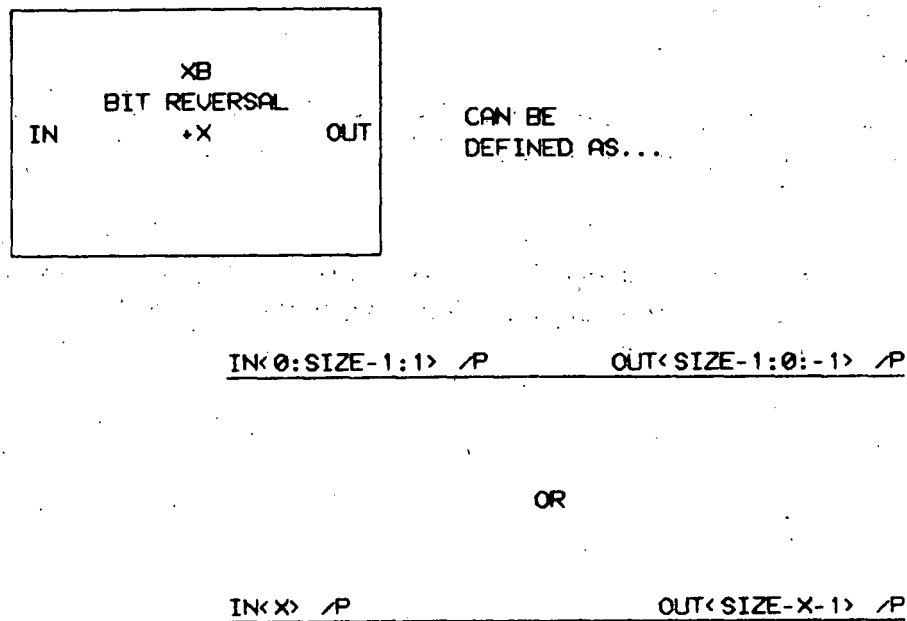 XB
BIT REVERSAL
IN +X OUT
CAN BE
DEFINED AS...
IN<0:SIZE-1:1> /P OUT<SIZE-1:0:-1> /P
OR
IN<X> /P OUT<SIZE-X-1> /P